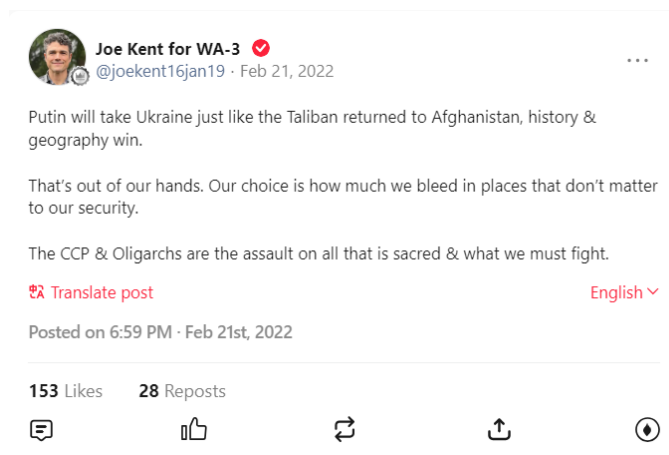 Joe Kent for WA-3
@joekent16jan19 · Feb 21, 2022
Putin will take Ukraine just like the Taliban returned to Afghanistan, history &
geography win.
That's out of our hands. Our choice is how much we bleed in places that don't matter
to our security.
The CCP & Oligarchs are the assault on all that is sacred & what we must fight.
Translate post
English
Posted on 6:59 PM · Feb 21st, 2022
153 Likes 28 Reposts